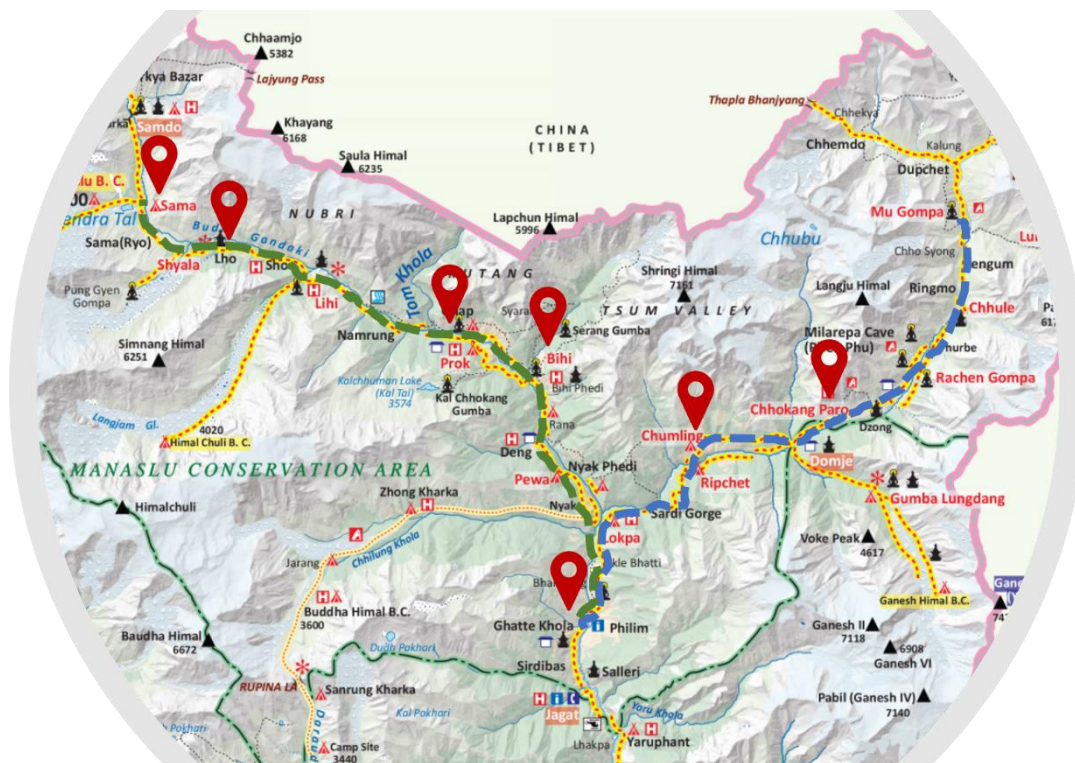 Chhaamjo
5382
Lajyung Pass
Samdo
Khayang
6168
Saula Himal
6235
CHINA
(TIBET)
Thapla Bhanjyang
Chhekya
Chhemdo
Kalung
Dupchet
Sama
NUBRI
Lapchun Himal
5996
Mu Gompa
Chhubu
Chho Syong
Sama(Ryo)
Gandaki
Lho
Shyala
Sho
Tom Khola
Shringi Himal
7161
Langju Himal
Ringmo
Pung Gyen
Gompa
Lihi
TSUM VALLEY
Chhule
Namrung
Serang Gumba
Milarepa Cave
Simnang Himal
6251
Prok
Bihi
Bihi Phedi
Rachen Gompa
Kalchhuman Lake
(Kal Tal)
3574
Kal Chhokang
Gumba
Chhokang Paro
Dzong
Langjam Gl.
4020
Himal Chuli B. C.
Rana
Chumling
Deng
Domje
MANASLU CONSERVATION AREA
Nyak Phedi
Pewa
Ripchet
Gumba Lungdang
Himalchuli
Zhong Kharka
Nyak
Sardi Gorge
Lokpa
Voke Peak
4617
Chhilung Khola
Jarang
Buddha Himal B.C.
3600
Ganesh Himal B.C.
Baudha Himal
6672
Dudh Pokhari
Ghatte Khola
Philim
Ganesh II
7118
6908
Ganesh VI
Sirdibas
Salleri
RUPINA LA
Sanrung Kharka
Kal Pokhari
Jagat
Yaru Khola
Pabil (Ganesh IV)
7140
Lhakpa
Yaruphant
Camp Site
3440